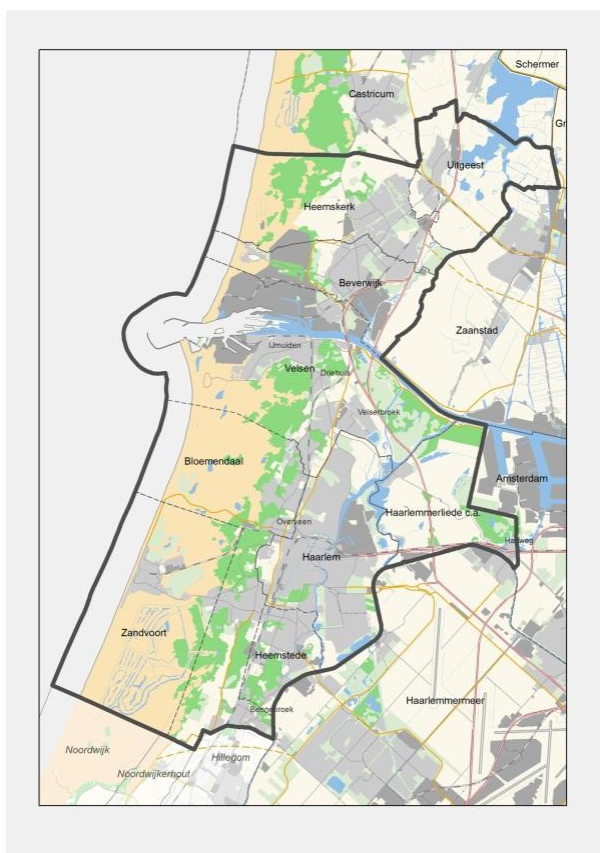 Schermer
Castricum
Gr
Uitgeest
Heemskerk
Beverwijk
Zaanstad
IJmuiden
Velsen
Driehuis
Velserbroek
Bloemendaal
Amsterdam
Haarlemmerliede c.a.
Overveen
Halfweg
Haarlem
Zandvoort
Heemstede
Haarlemmermeer
Bennebroek
Noordwijk
Hillegom
Noordwijkerhout